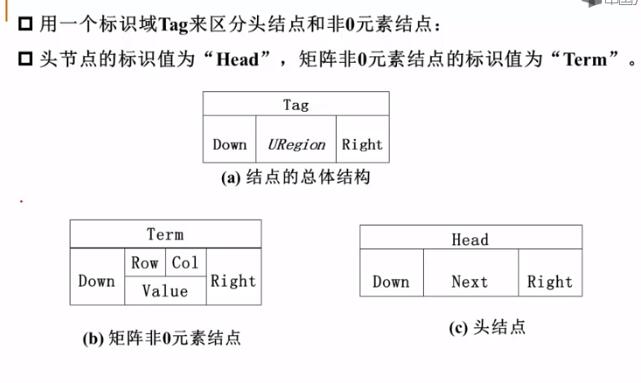 用一个标识域Tag来区分头结点和非0元素结点：
头节点的标识值为“Head”，矩阵非0元素结点的标识值为“Term”。
Tag
Down URegion Right
(a) 结点的总体结构
Term
Row Col
Down Right
Value
(b) 矩阵非0元素结点
Head
Down Next Right
(c) 头结点